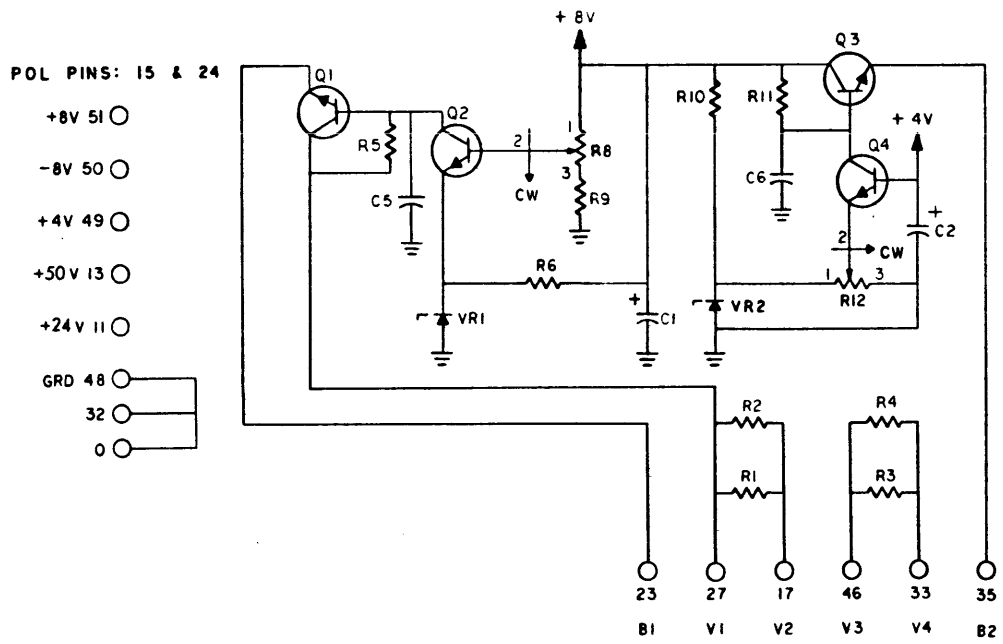 + 8V
POL PINS: 15 & 24
Q1
Q3
+8V 51
R5
Q2
1
2
R8
R10
R11
+ 4V
Q4
-8V 50
C5
CW
3
R9
C6
+
C2
+4V 49
2
CW
+50 V 13
R6
1
3
R12
+
+24 V 11
VR1
C1
VR2
GRD 48
32
0
R2
R4
R1
R3
23
27
17
46
33
35
B1
V1
V2
V3
V4
B2